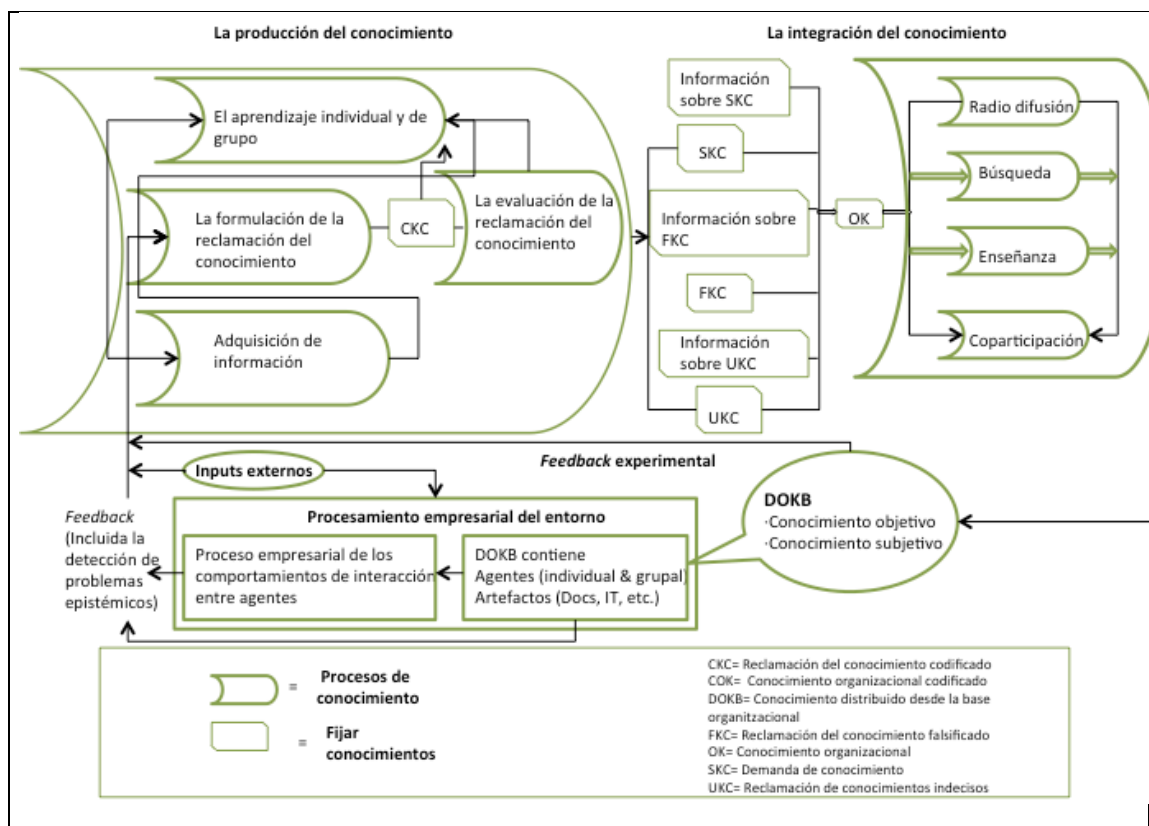 La producción del conocimiento
La integración del conocimiento
El aprendizaje individual y de
grupo
La formulación de la
reclamación del
conocimiento
CKC
La evaluación de la
reclamación del
conocimiento
Adquisición de
información
Información
sobre SKC
SKC
Información sobre
FKC
FKC
Información
sobre UKC
UKC
OK
Radio difusión
Búsqueda
Enseñanza
Coparticipación
Feedback experimental
Inputs externos
Feedback
(Incluida la
detección de
problemas
epistémicos)
Procesamiento empresarial del entorno
Proceso empresarial de los
comportamientos de interacción
entre agentes
DOKB contiene
Agentes (individual & grupal)
Artefactos (Docs, IT, etc.)
DOKB
·Conocimiento objetivo
·Conocimiento subjetivo
= Procesos de
conocimiento
= Fijar
conocimientos
CKC= Reclamación del conocimiento codificado
COK= Conocimiento organizacional codificado
DOKB= Conocimiento distribuido desde la base
organitzacional
FKC= Reclamación del conocimiento falsificado
OK= Conocimiento organizacional
SKC= Demanda de conocimiento
UKC= Reclamación de conocimientos indecisos